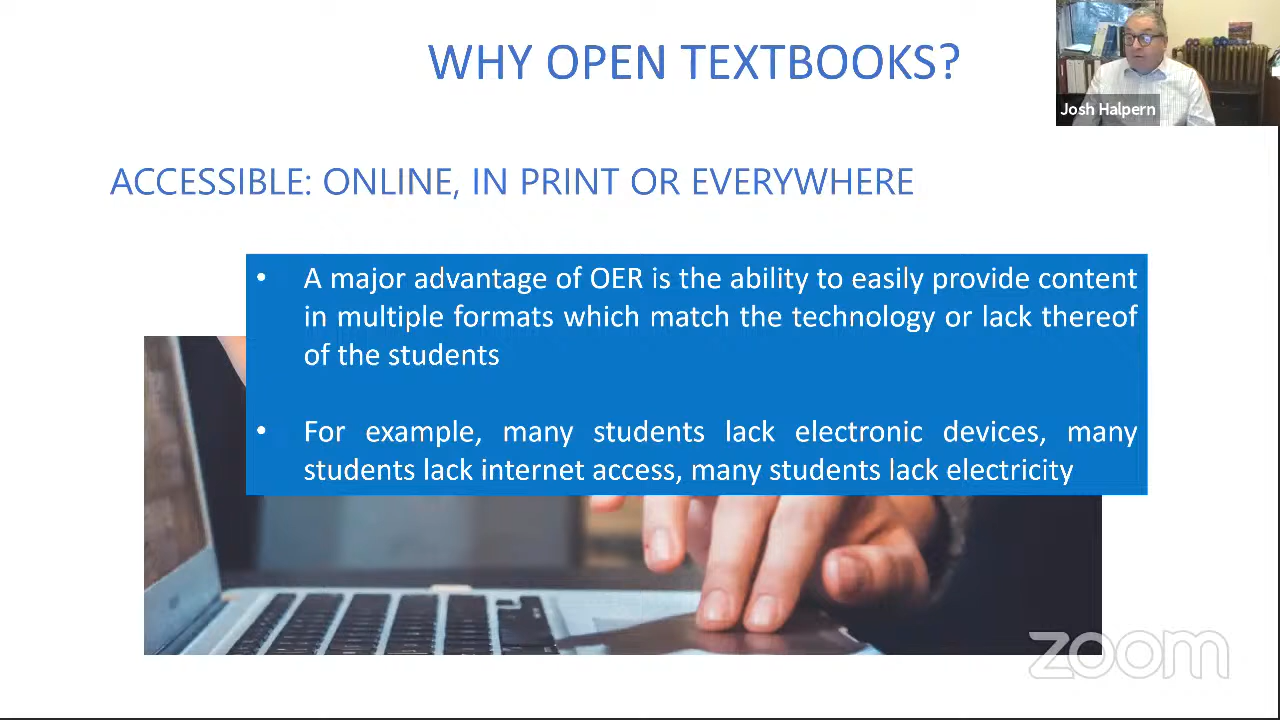 WHY OPEN TEXTBOOKS?
Josh Halpern
ACCESSIBLE: ONLINE, IN PRINT OR EVERYWHERE
• A major advantage of OER is the ability to easily provide content
in multiple formats which match the technology or lack thereof
of the students
• For example, many students lack electronic devices, many
students lack internet access, many students lack electricity
zoom